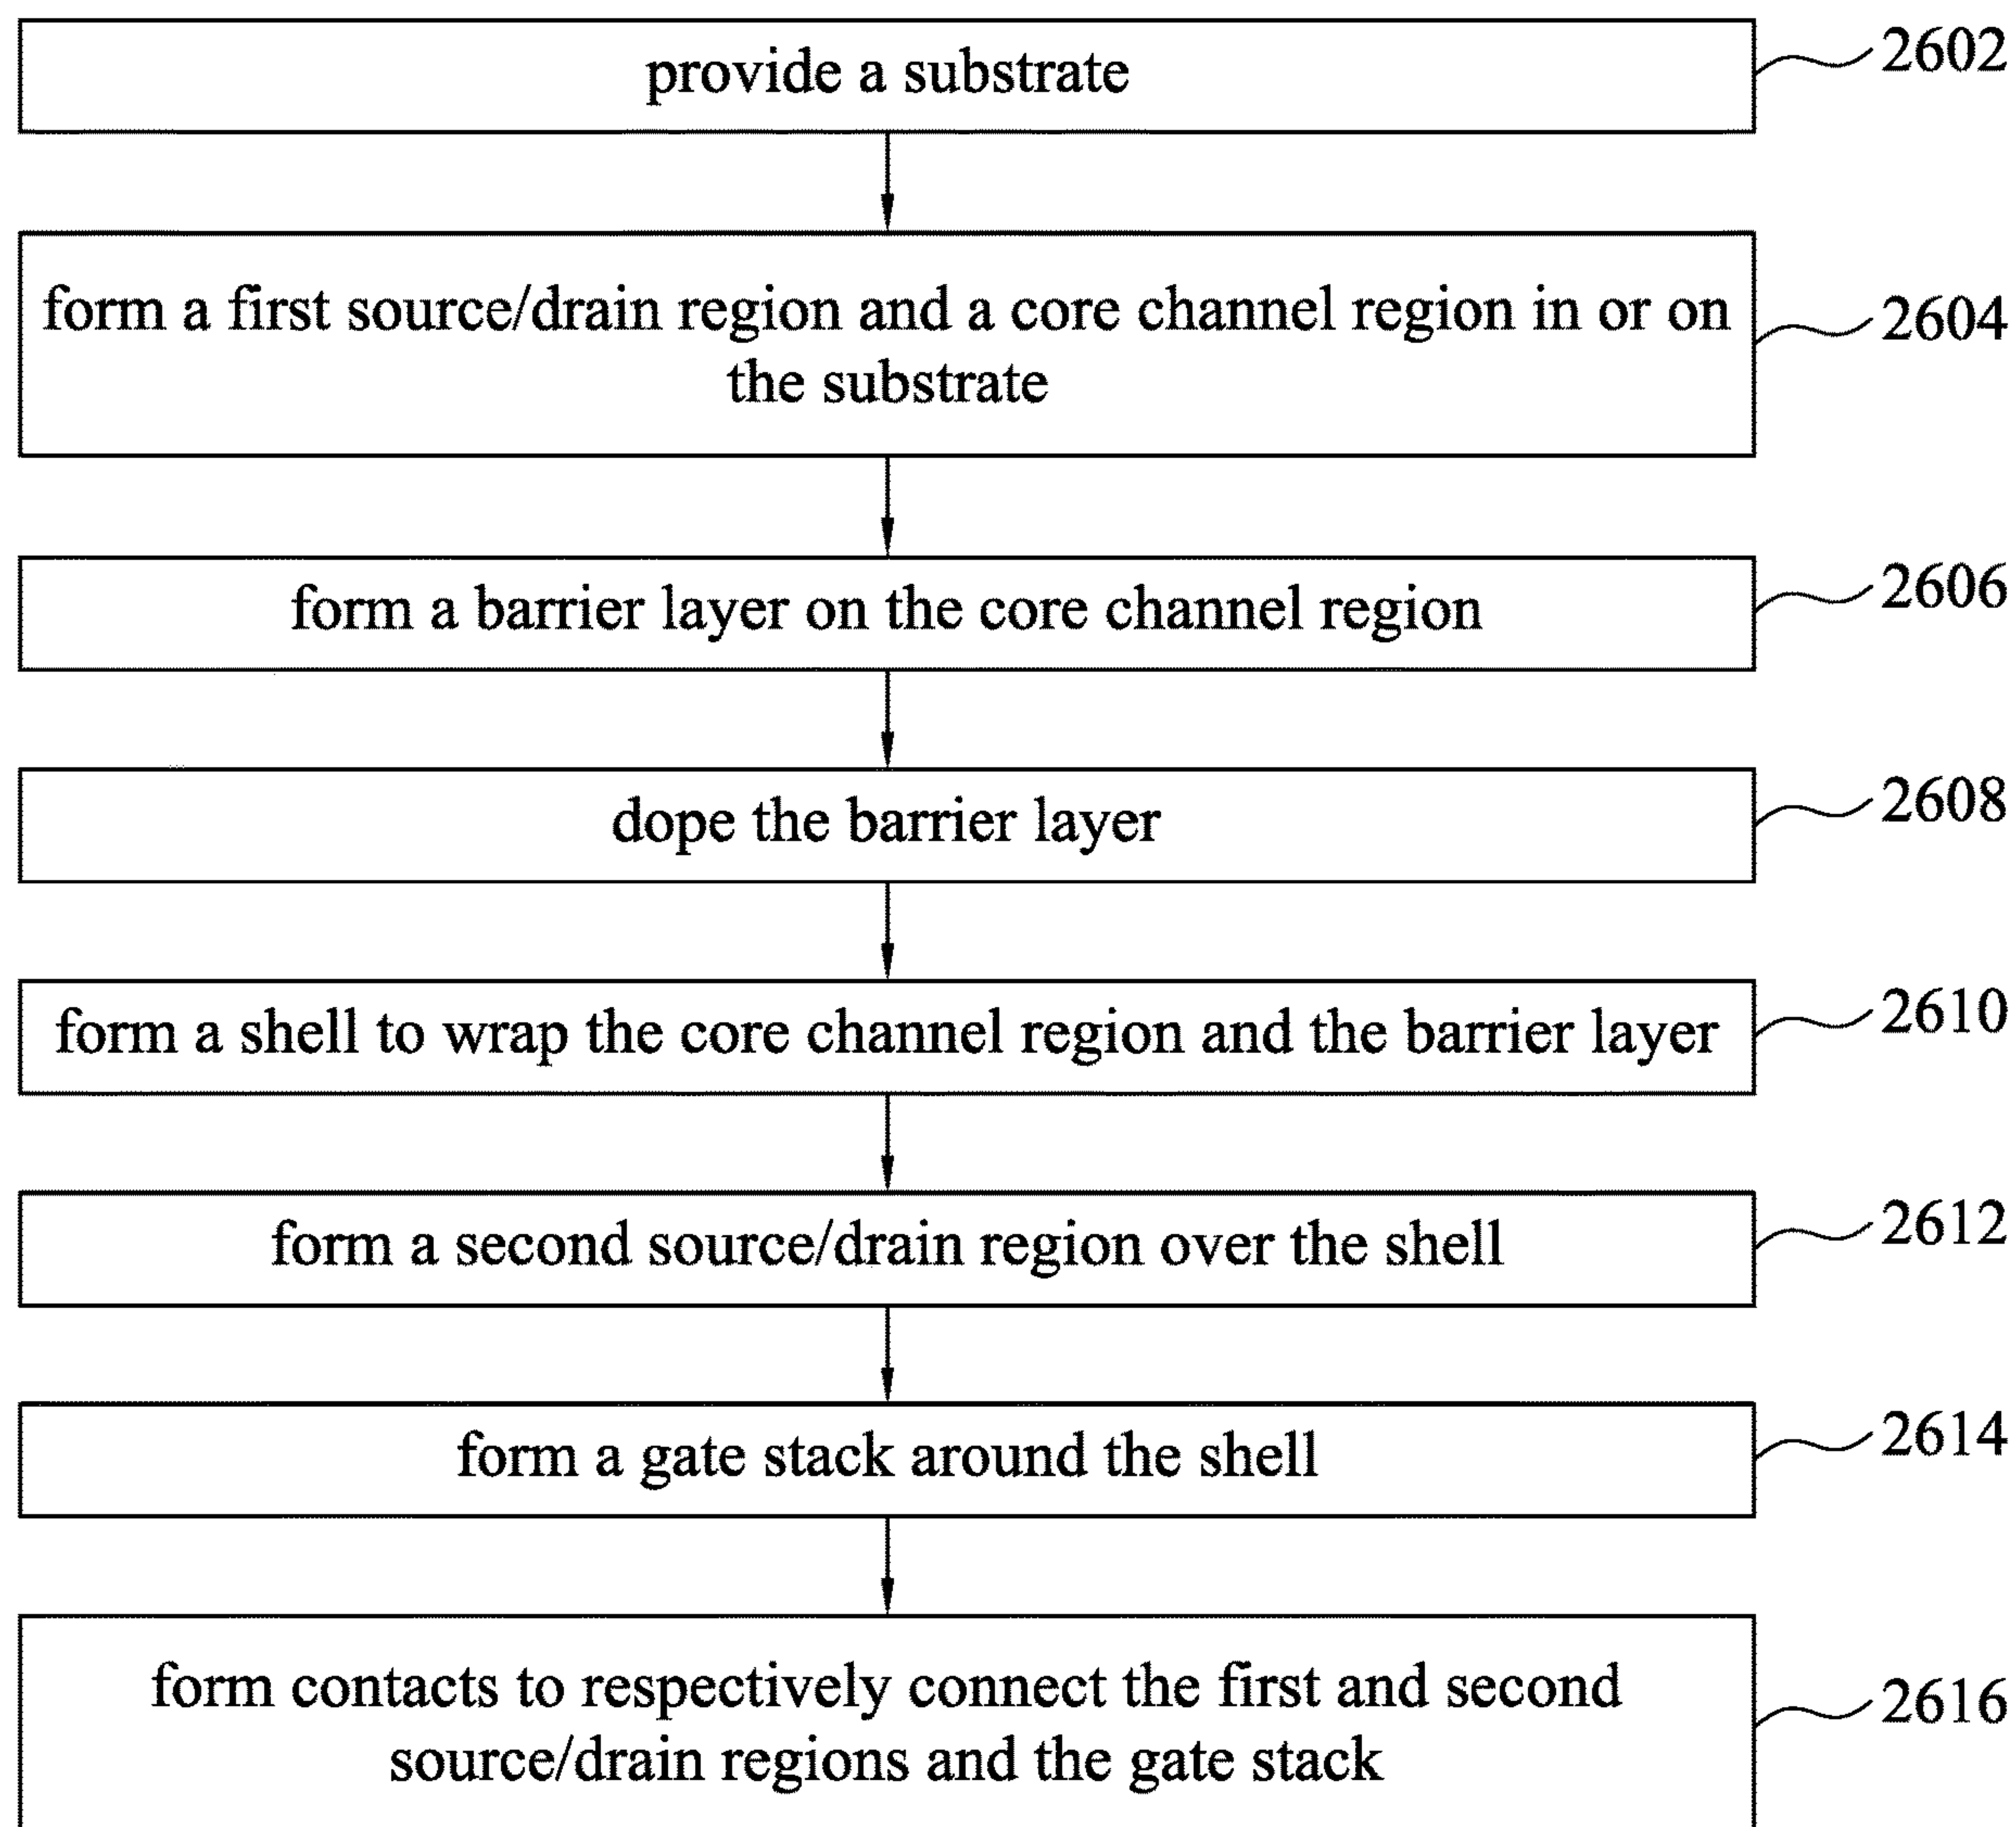 provide a substrate
2602
form a first source/drain region and a core channel region in or on
the substrate
2604
form a barrier layer on the core channel region
2606
dope the barrier layer
2608
form a shell to wrap the core channel region and the barrier layer
2610
form a second source/drain region over the shell
2612
form a gate stack around the shell
2614
form contacts to respectively connect the first and second
source/drain regions and the gate stack
2616